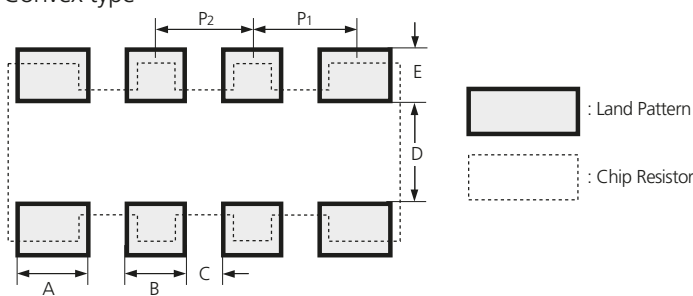 Convex type
P2
P1
E
: Land Pattern
D
: Chip Resistor
A
B
C